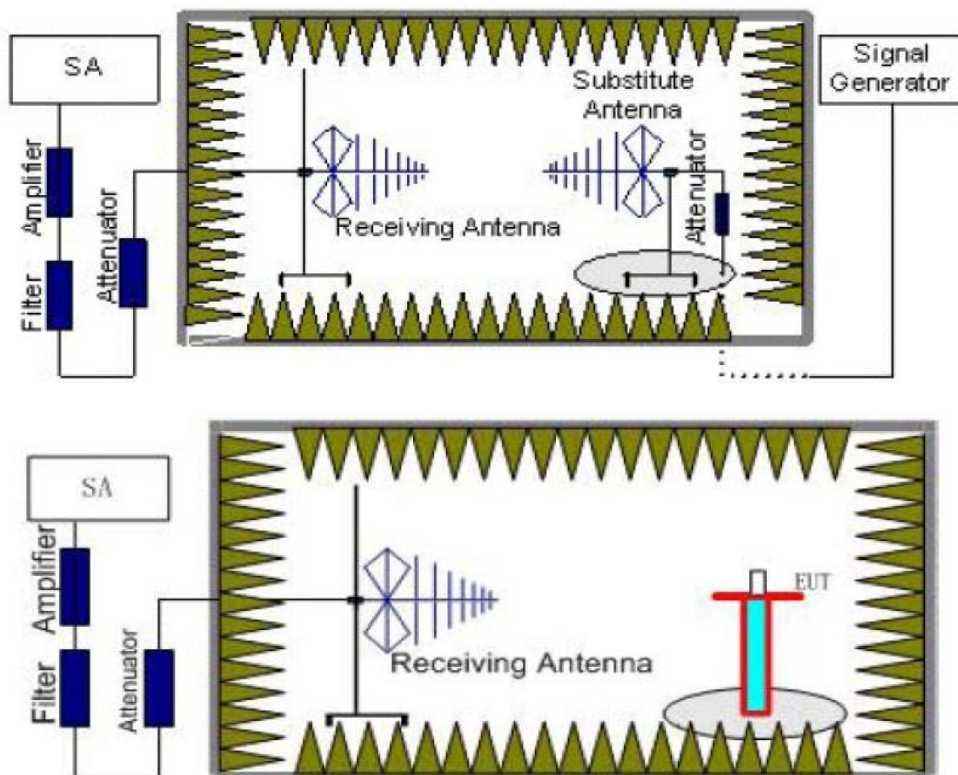 SA
Signal
Generator
Substitute
Antenna
Amplifier
Attenuator
Filter
Receiving Antenna
Attenuator
SA
Amplifier
Filter
Attenuator
Receiving Antenna
EUT